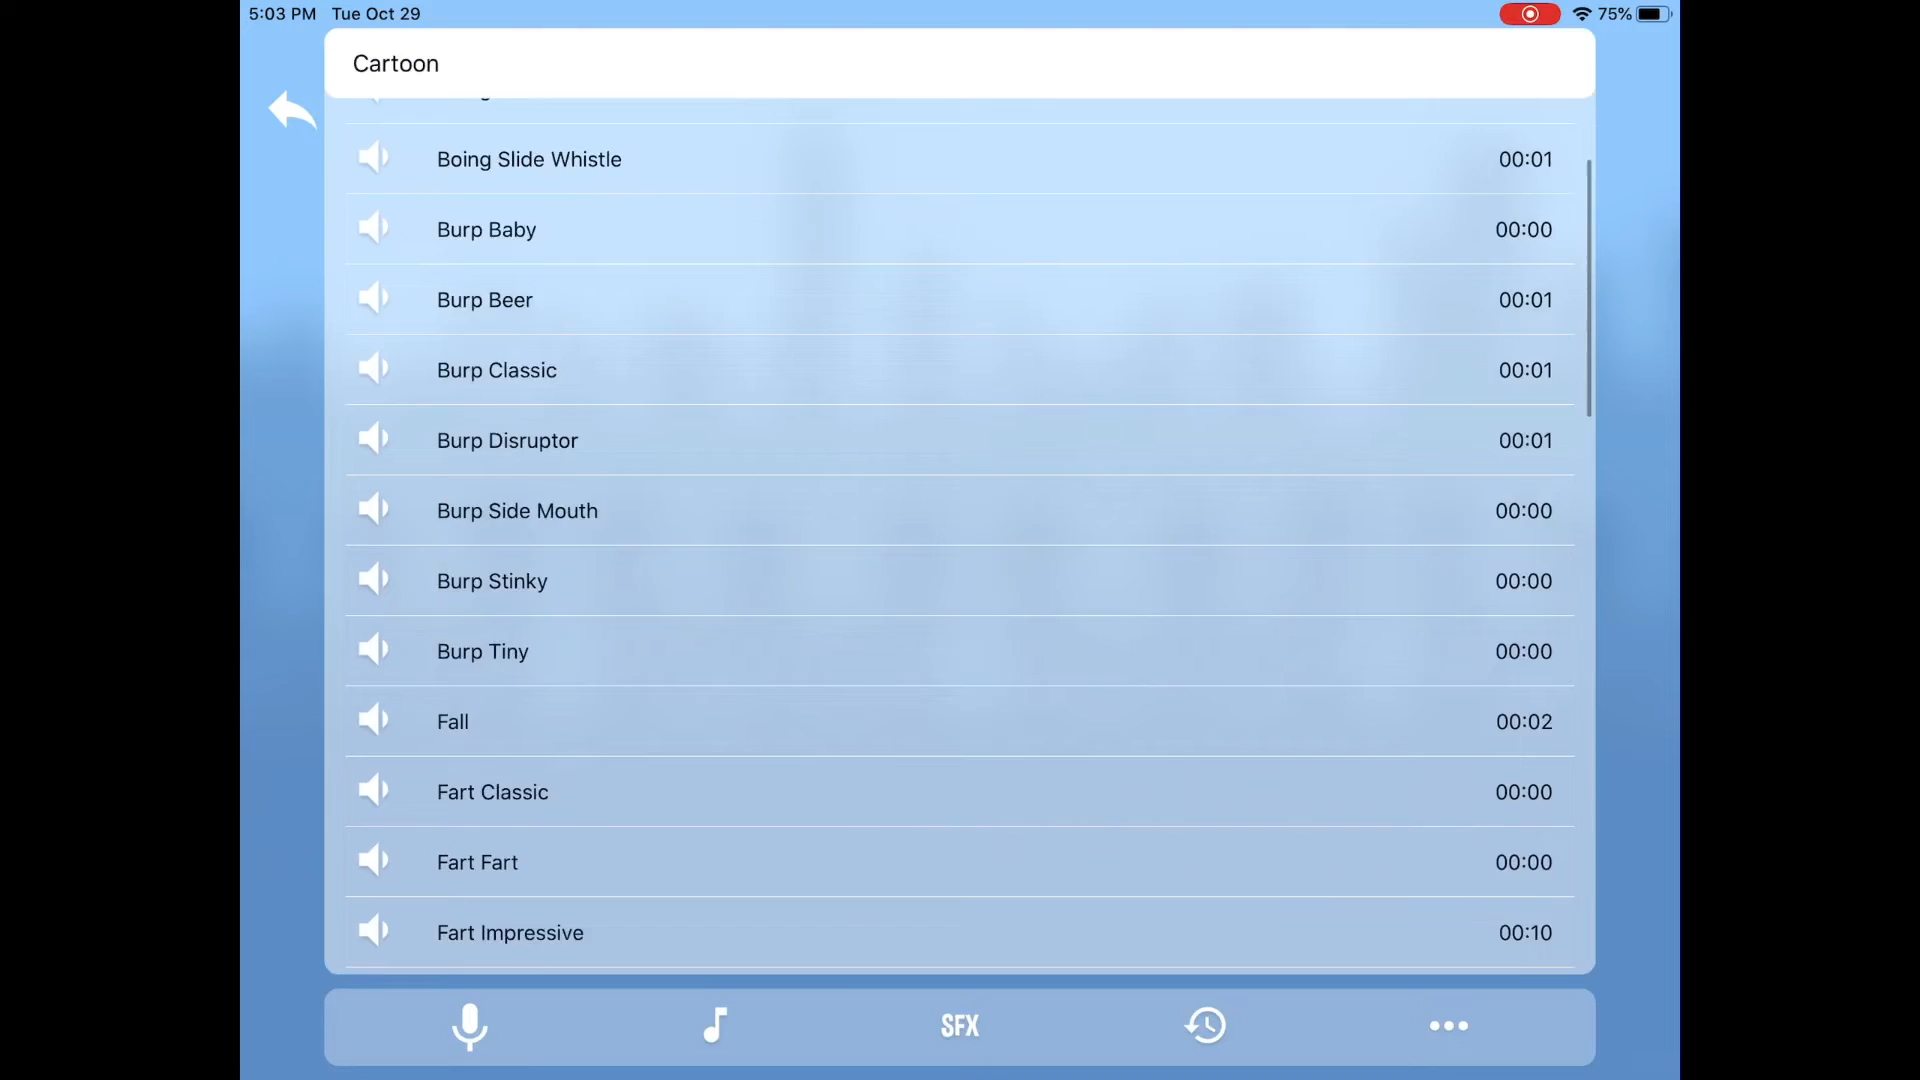 5:03 PM Tue Oct 29 75%
Cartoon
Boing Slide Whistle 00:01
Burp Baby 00:00
Burp Beer 00:01
Burp Classic 00:01
Burp Disruptor 00:01
Burp Side Mouth 00:00
Burp Stinky 00:00
Burp Tiny 00:00
Fall 00:02
Fart Classic 00:00
Fart Fart 00:00
Fart Impressive 00:10
SFX